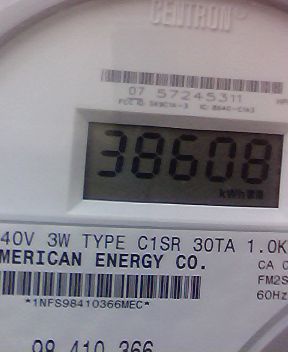 CENTRON®
07 57245311
38608
kWh
40V 3W TYPE C1SR 30TA 1.0K
MERICAN ENERGY CO.
CA 0
FM2S
60Hz
*1NFS98410366MEC*
98 410 366